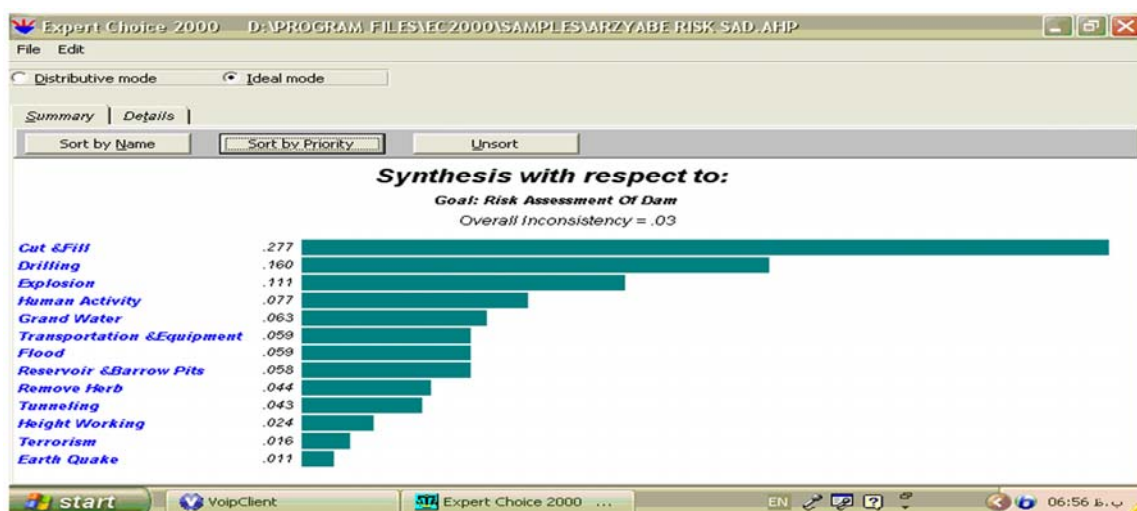 Expert Choice 2000 D:\PROGRAM FILES\EC2000\SAMPLES\ARZYABE RISK SAD.AHP
File Edit
Distributive mode Ideal mode
Summary Details
Sort by Name Sort by Priority Unsort
Synthesis with respect to:
Goal: Risk Assessment Of Dam
Overall Inconsistency = .03
Cut &Fill .277
Drilling .160
Explosion .111
Human Activity .077
Grand Water .063
Transportation &Equipment .059
Flood .059
Reservoir &Barrow Pits .058
Remove Herb .044
Tunneling .043
Height Working .024
Terrorism .016
Earth Quake .011
start VoipClient Expert Choice 2000 ... EN 06:56 ب.ظ